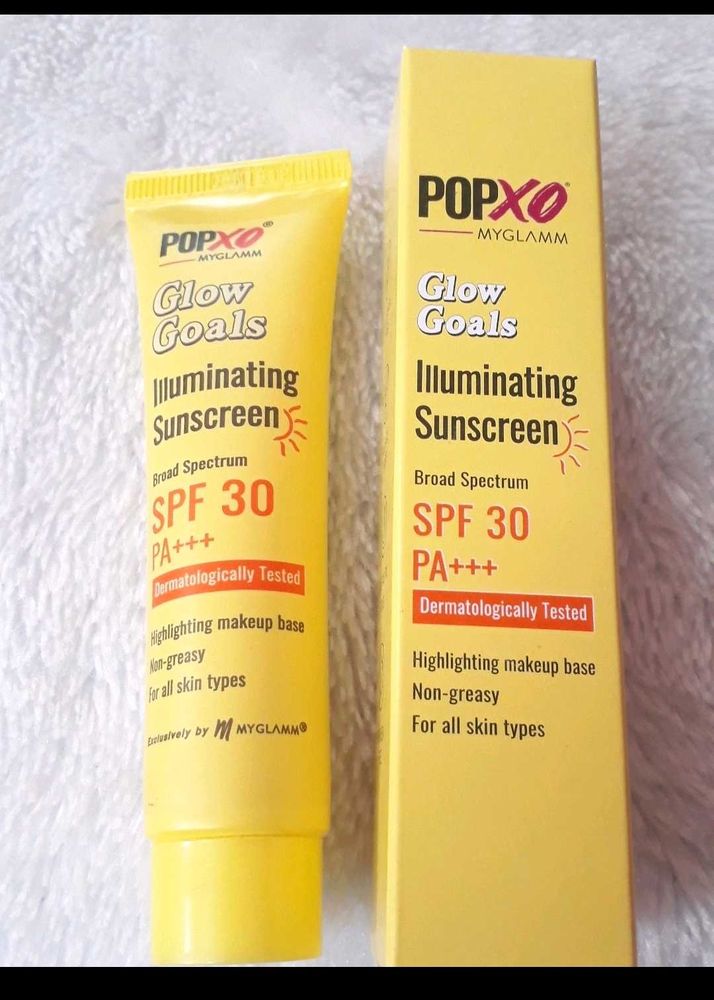 POPXO®
MYGLAMM
Glow
Goals
Illuminating
Sunscreen
Broad Spectrum
SPF 30
PA+++
Dermatologically Tested
Highlighting makeup base
Non-greasy
For all skin types
Exclusively by MYGLAMM®
POPXO®
MYGLAMM
Glow
Goals
Illuminating
Sunscreen
Broad Spectrum
SPF 30
PA+++
Dermatologically Tested
Highlighting makeup base
Non-greasy
For all skin types